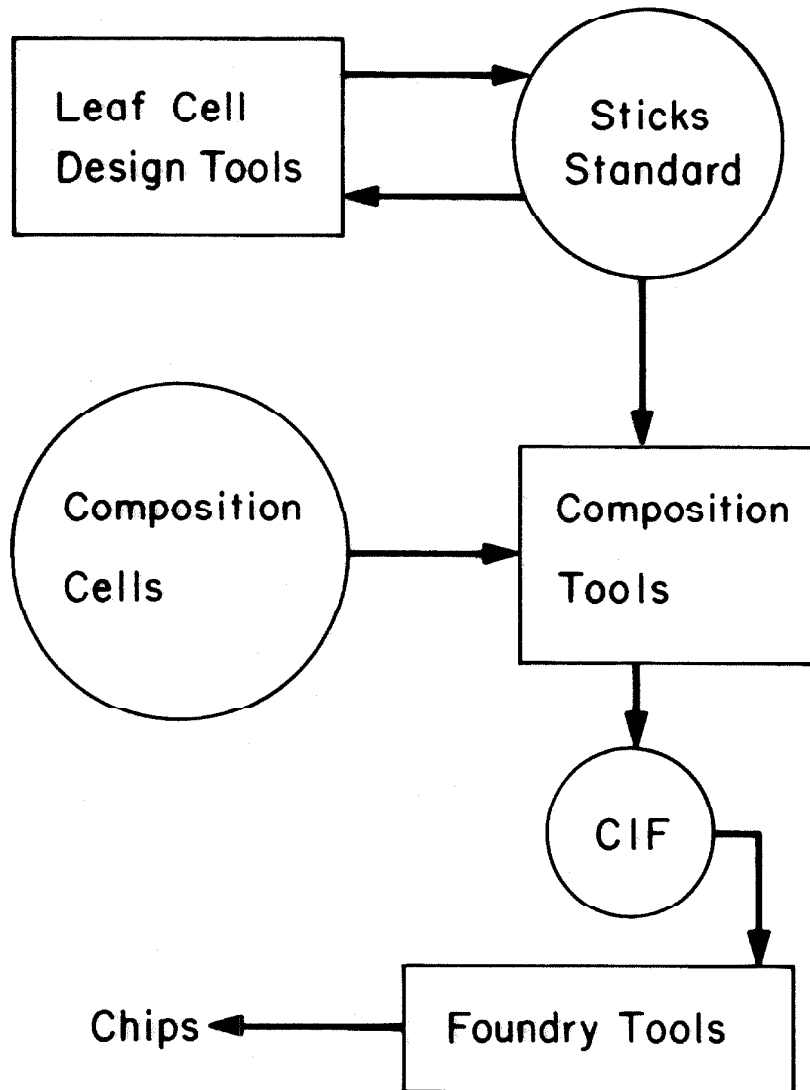 Leaf Cell
Design Tools
Sticks
Standard
Composition
Cells
Composition
Tools
CIF
Chips
Foundry Tools